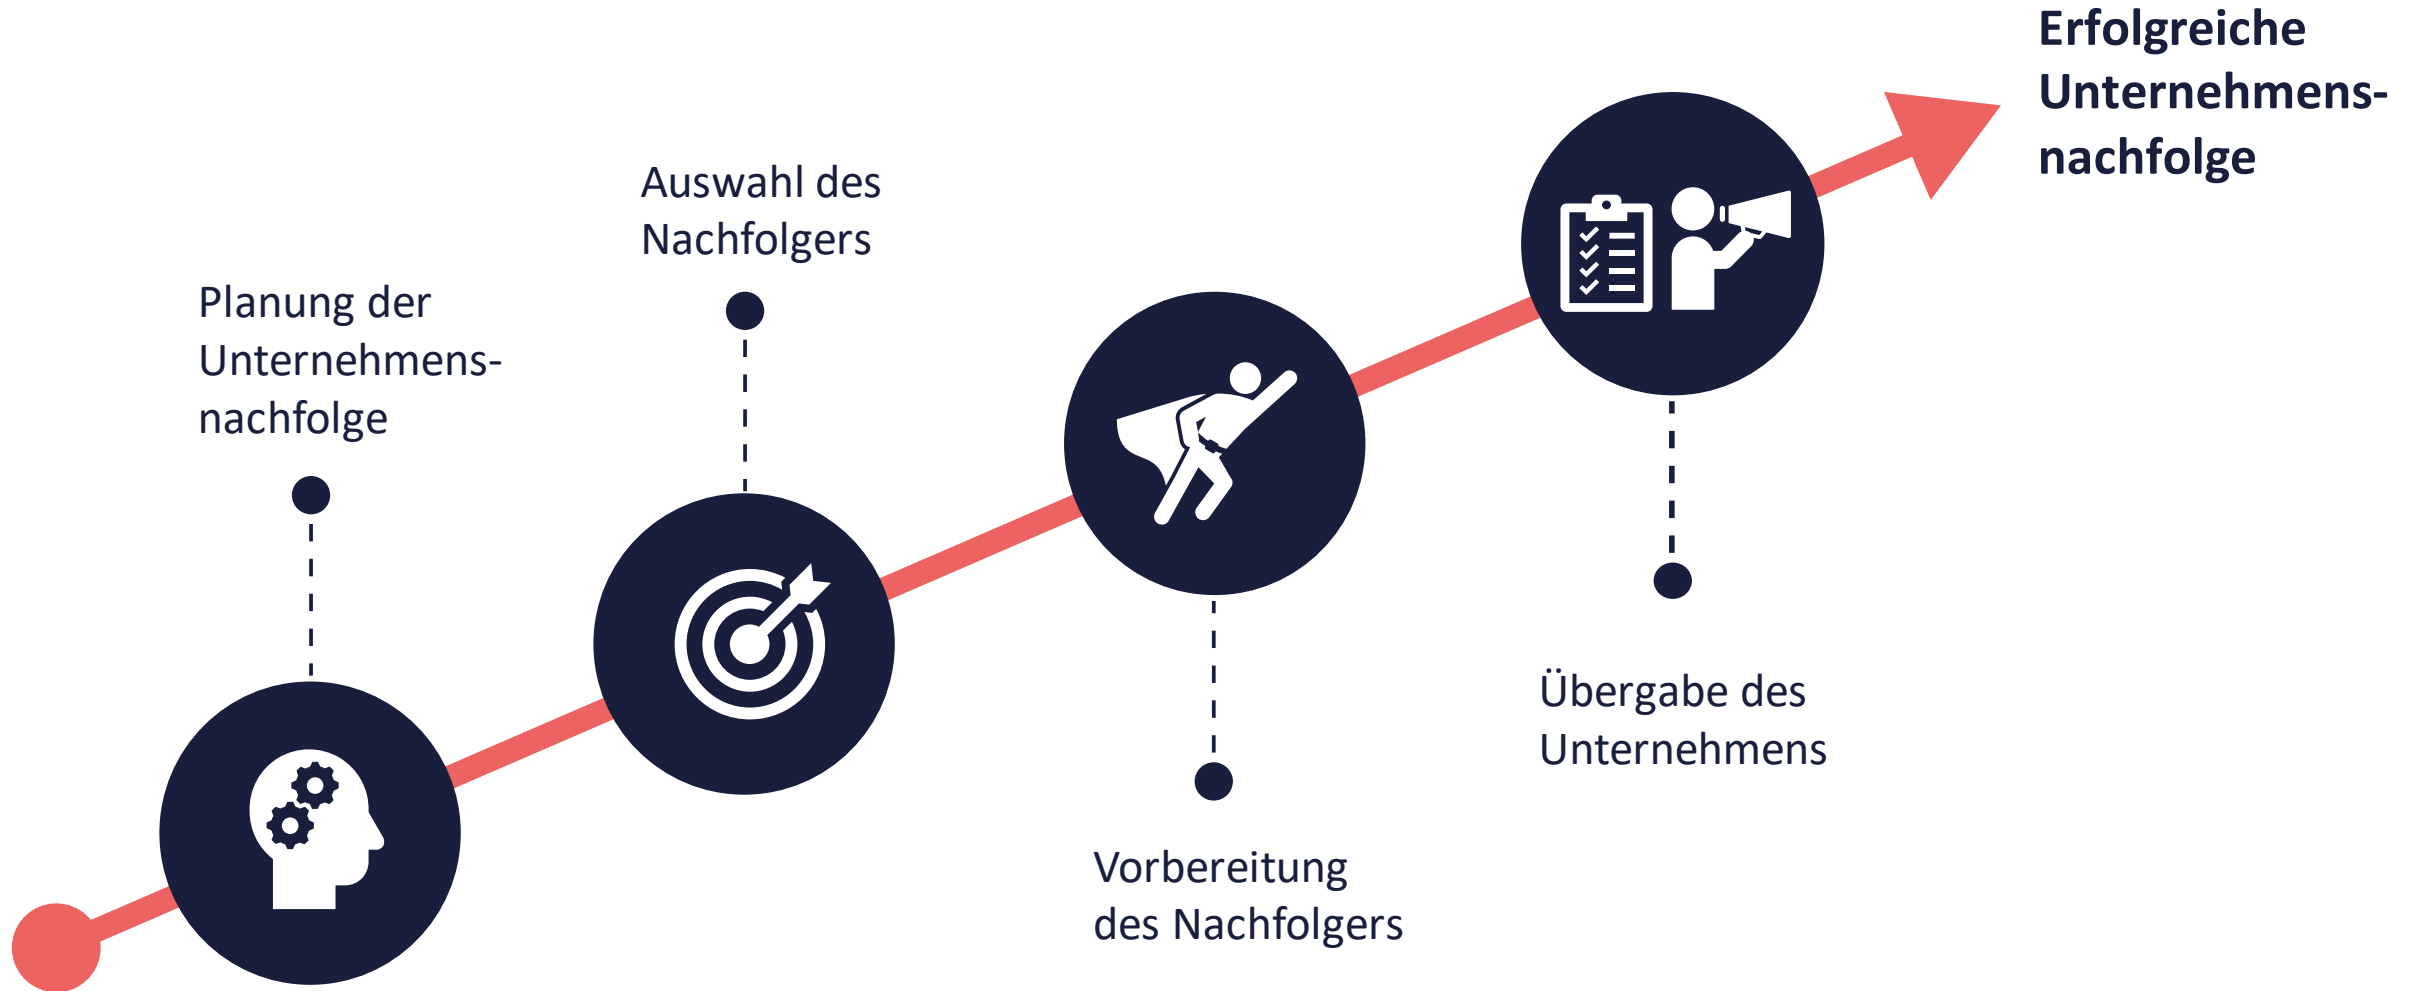 Planung der
Unternehmens-
nachfolge
Auswahl des
Nachfolgers
Vorbereitung
des Nachfolgers
Übergabe des
Unternehmens
Erfolgreiche
Unternehmens-
nachfolge